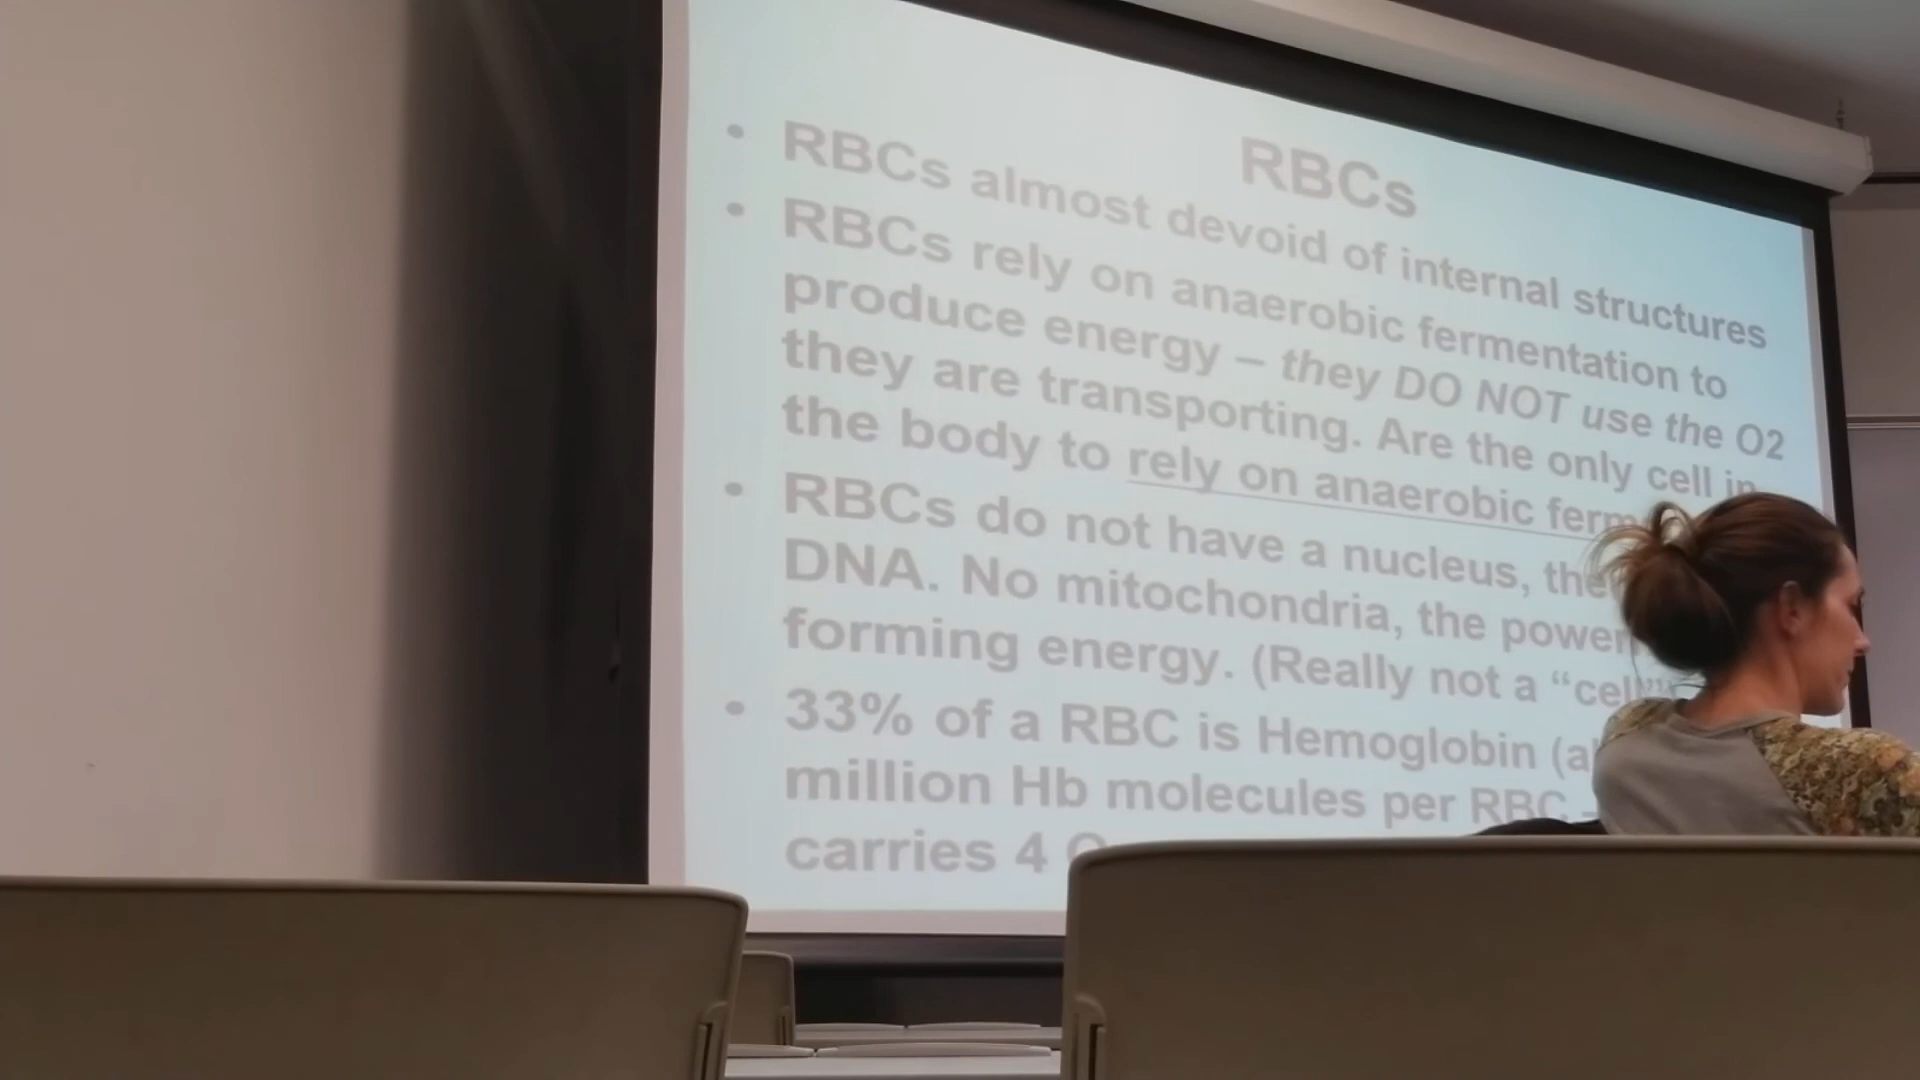 RBCs
• RBCs almost devoid of internal structures
• RBCs rely on anaerobic fermentation to
produce energy – they DO NOT use the O2
they are transporting. Are the only cell in
the body to rely on anaerobic
• RBCs do not have a nucleus,
DNA. No mitochondria, the
forming energy. (Really not a “cell”
• 33% of a RBC is Hemoglobin
million Hb molecules per RBC -
carries 4